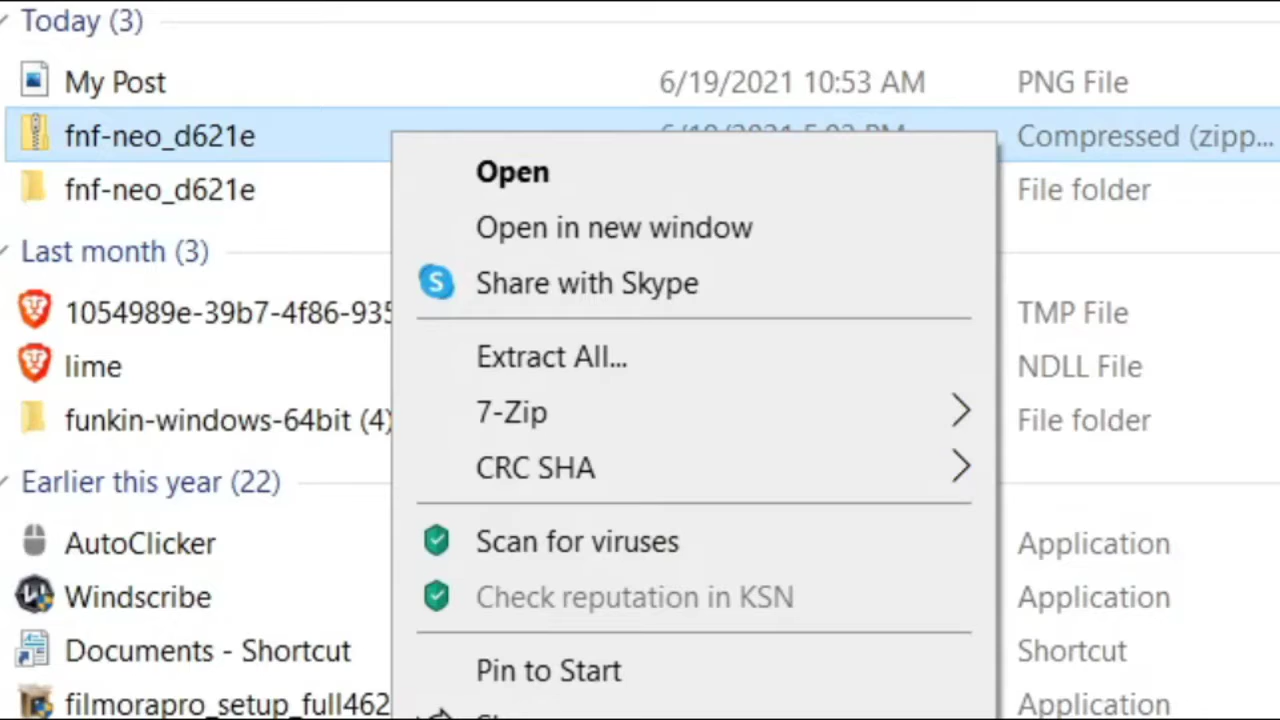 Today (3)
My Post 6/19/2021 10:53 AM PNG File
fnf-neo_d621e Compressed (zipp...
fnf-neo_d621e File folder
Last month (3)
1054989e-39b7-4f86-935 TMP File
lime NDLL File
funkin-windows-64bit (4) File folder
Earlier this year (22)
AutoClicker Application
Windscribe Application
Documents - Shortcut Shortcut
filmorapro_setup_full462 Application
Open
Open in new window
S
Share with Skype
Extract All...
7-Zip
CRC SHA
Scan for viruses
Check reputation in KSN
Pin to Start